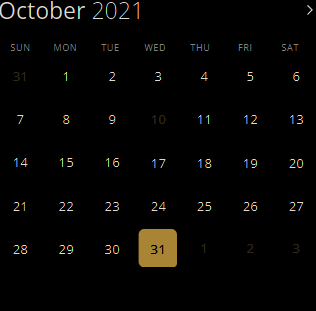 October 2021
SUN MON TUE WED THU FRI SAT
31 1 2 3 4 5 6
7 8 9 10 11 12 13
14 15 16 17 18 19 20
21 22 23 24 25 26 27
28 29 30 31 1 2 3